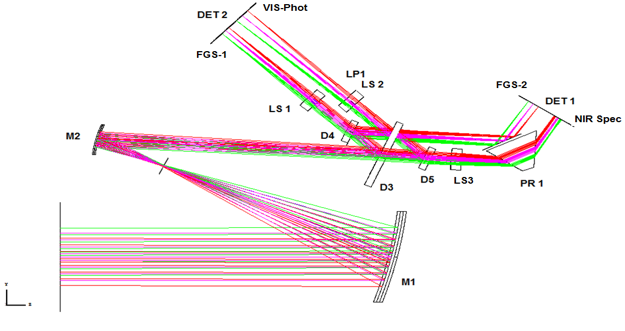 VIS-Phot
DET 2
FGS-1
LP1
LS 2
LS 1
FGS-2
DET 1
NIR Spec
D4
M2
D3
D5
LS3
PR 1
M1
Y
X